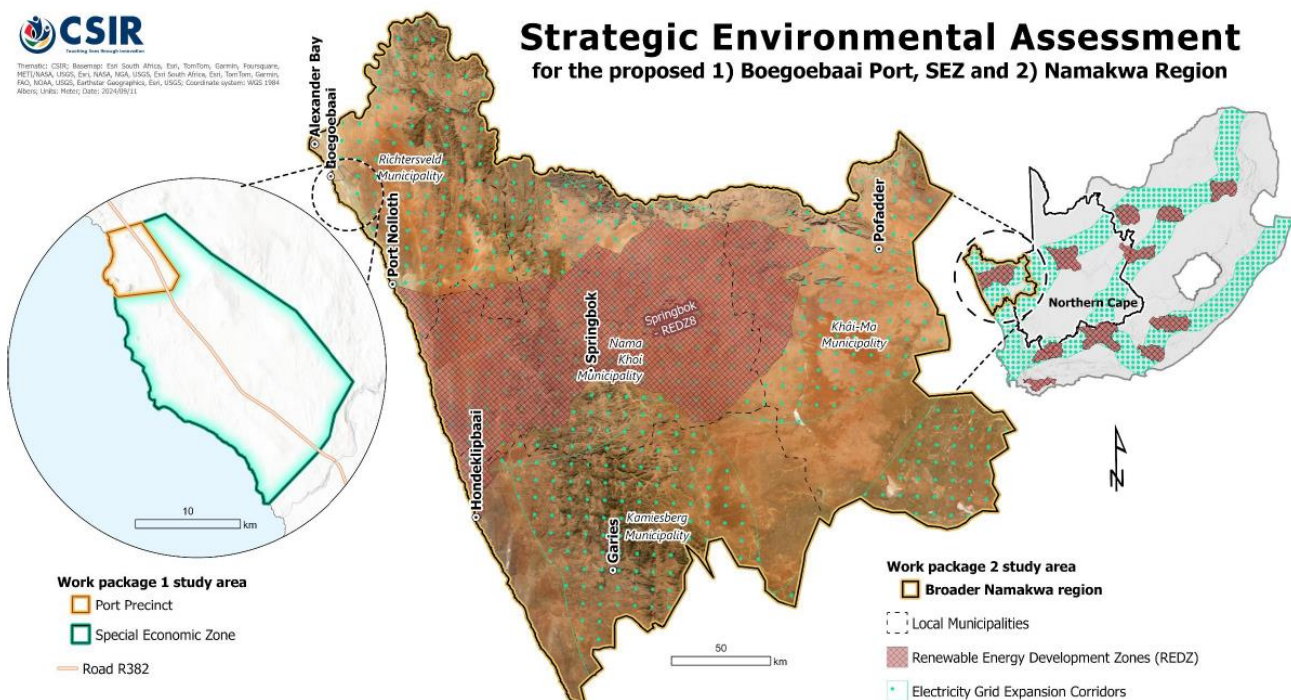 CSIR
Touching lives through innovation
Thematic: CSIR; Basemap: Esri South Africa, Esri, TomTom, Garmin, Foursquare,
METI/NASA, USGS, Esri, NASA, NGA, USGS, Esri South Africa, Esri, TomTom, Garmin,
FAO, NOAA, USGS, Earthstar Geographics, Esri, USGS; Coordinate system: WGS 1984
Albers; Units: Meter; Date: 2024/09/11
Strategic Environmental Assessment
for the proposed 1) Boegoebaai Port, SEZ and 2) Namakwa Region
Alexander Bay
Boegoebaai
Richtersveld
Municipality
Port Nolloth
Pofadder
Springbok
Springbok
- REDZ8
Nama
Khoi
Municipality
Khâi-Ma
Municipality
Hondeklipbaai
Garies
Kamiesberg
Municipality
Northern Cape
N
10
km
50
km
Work package 1 study area
Port Precinct
Special Economic Zone
Road R382
Work package 2 study area
Broader Namakwa region
Local Municipalities
Renewable Energy Development Zones (REDZ)
Electricity Grid Expansion Corridors